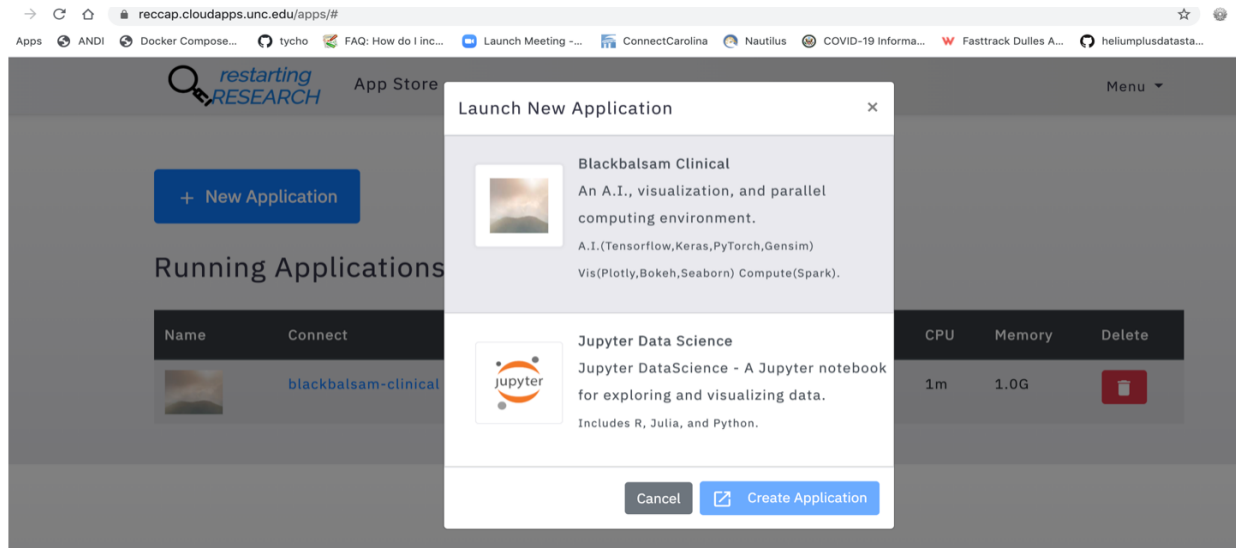 reccap.cloudapps.unc.edu/apps/#
Apps ANDI Docker Compose... tycho FAQ: How do I inc... Launch Meeting -... ConnectCarolina Nautilus COVID-19 Informa... Fasttrack Dulles A... heliumplusdatasta...
restarting
RESEARCH
App Store
Menu
+ New Application
Running Applications
Name Connect CPU Memory Delete
blackbalsam-clinical 1m 1.0G
Launch New Application ×
Blackbalsam Clinical
An A.I., visualization, and parallel
computing environment.
A.I.(Tensorflow,Keras,PyTorch,Gensim)
Vis(Plotly,Bokeh,Seaborn) Compute(Spark).
jupyter
Jupyter Data Science
Jupyter DataScience - A Jupyter notebook
for exploring and visualizing data.
Includes R, Julia, and Python.
Cancel Create Application